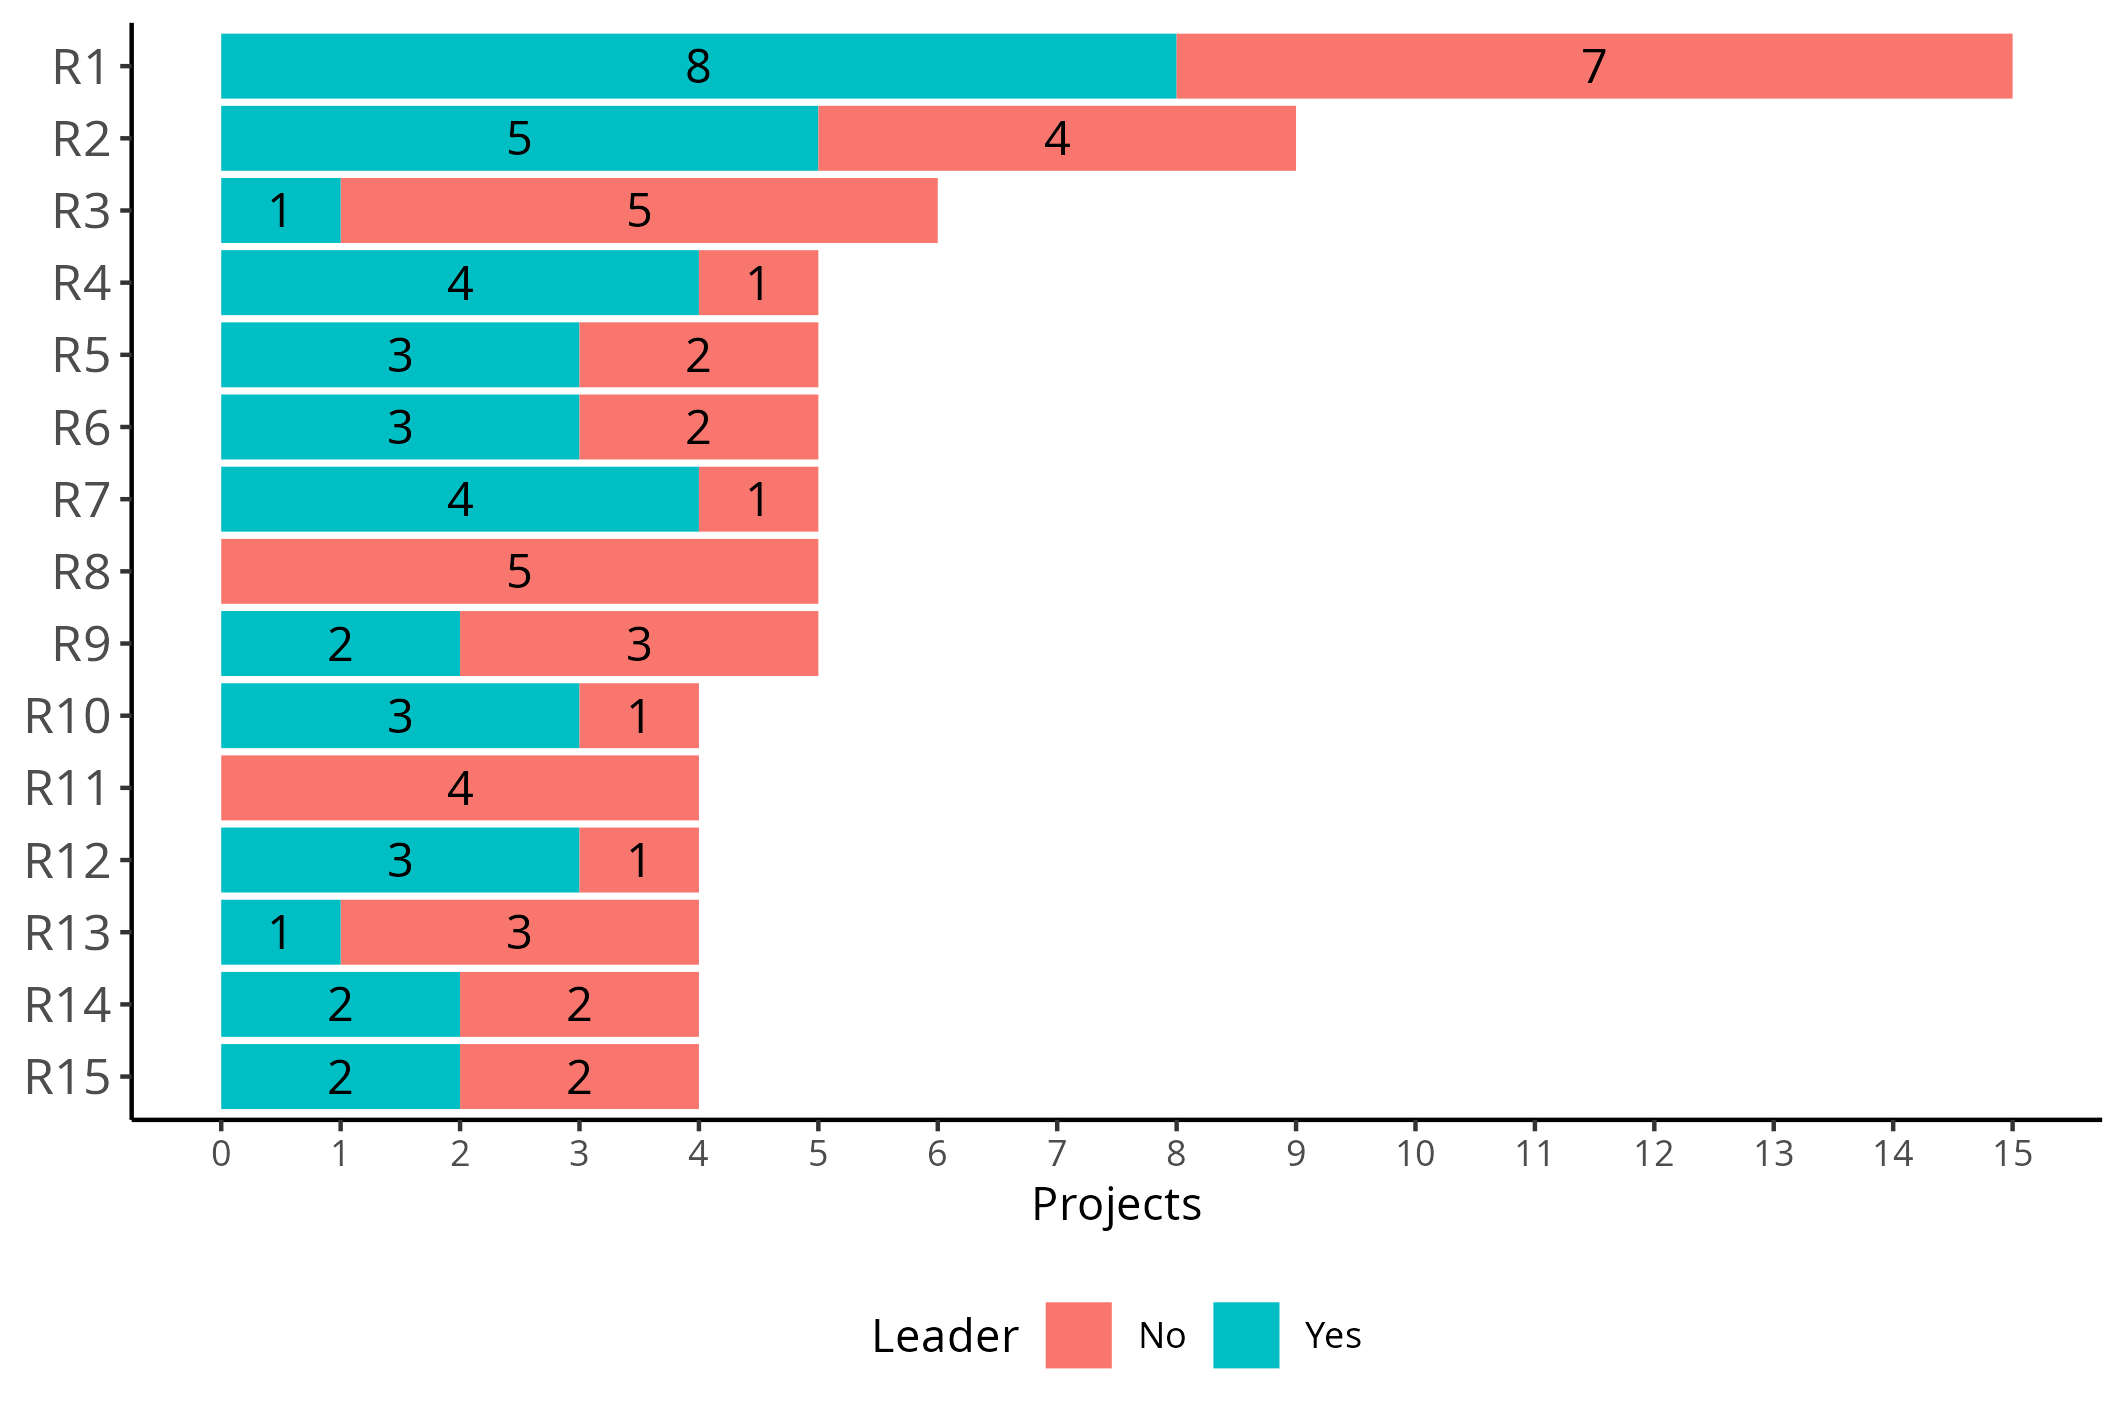 R1 8 7
R2 5 4
R3 1 5
R4 4 1
R5 3 2
R6 3 2
R7 4 1
R8 5
R9 2 3
R10 3 1
R11 4
R12 3 1
R13 1 3
R14 2 2
R15 2 2
0 1 2 3 4 5 6 7 8 9 10 11 12 13 14 15
Projects
Leader No Yes